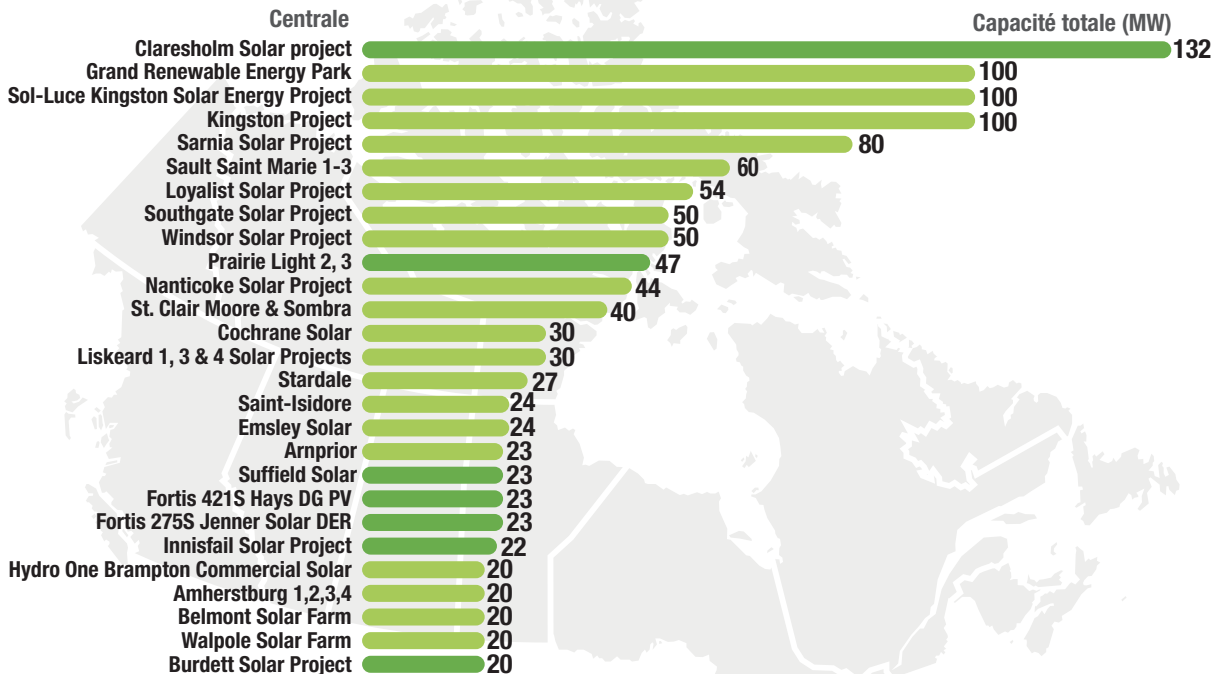 Centrale Capacité totale (MW)
Claresholm Solar project 132
Grand Renewable Energy Park 100
Sol-Luce Kingston Solar Energy Project 100
Kingston Project 100
Sarnia Solar Project 80
Sault Saint Marie 1-3 60
Loyalist Solar Project 54
Southgate Solar Project 50
Windsor Solar Project 50
Prairie Light 2, 3 47
Nanticoke Solar Project 44
St. Clair Moore & Sombra 40
Cochrane Solar 30
Liskeard 1, 3 & 4 Solar Projects 30
Stardale 27
Saint-Isidore 24
Emsley Solar 24
Arnprior 23
Suffield Solar 23
Fortis 421S Hays DG PV 23
Fortis 275S Jenner Solar DER 23
Innisfail Solar Project 22
Hydro One Brampton Commercial Solar 20
Amherstburg 1,2,3,4 20
Belmont Solar Farm 20
Walpole Solar Farm 20
Burdett Solar Project 20